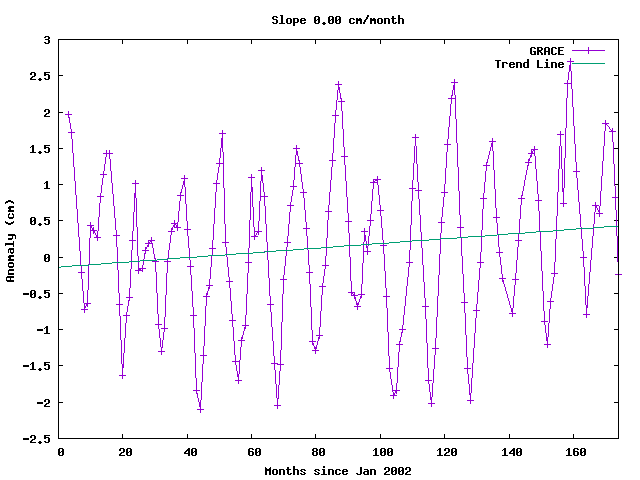 Slope 0.00 cm/month
GRACE
Trend Line
3
2.5
2
1.5
1
0.5
0
-0.5
-1
-1.5
-2
-2.5
Anomaly (cm)
0 20 40 60 80 100 120 140 160
Months since Jan 2002